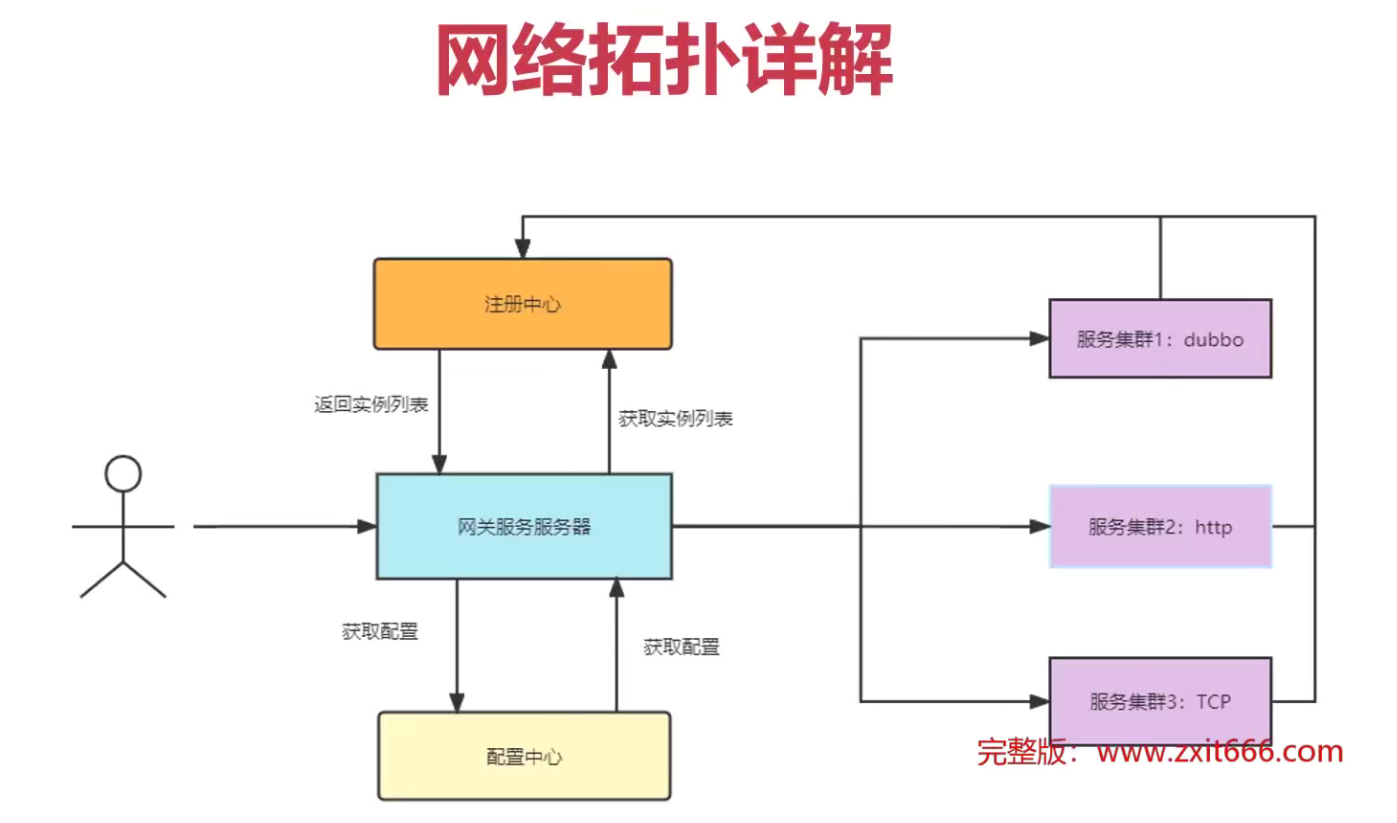 网络拓扑详解
注册中心
服务集群1：dubbo
返回实例列表
获取实例列表
网关服务服务器
服务集群2：http
获取配置
获取配置
服务集群3：TCP
配置中心
完整版：www.zxit666.com